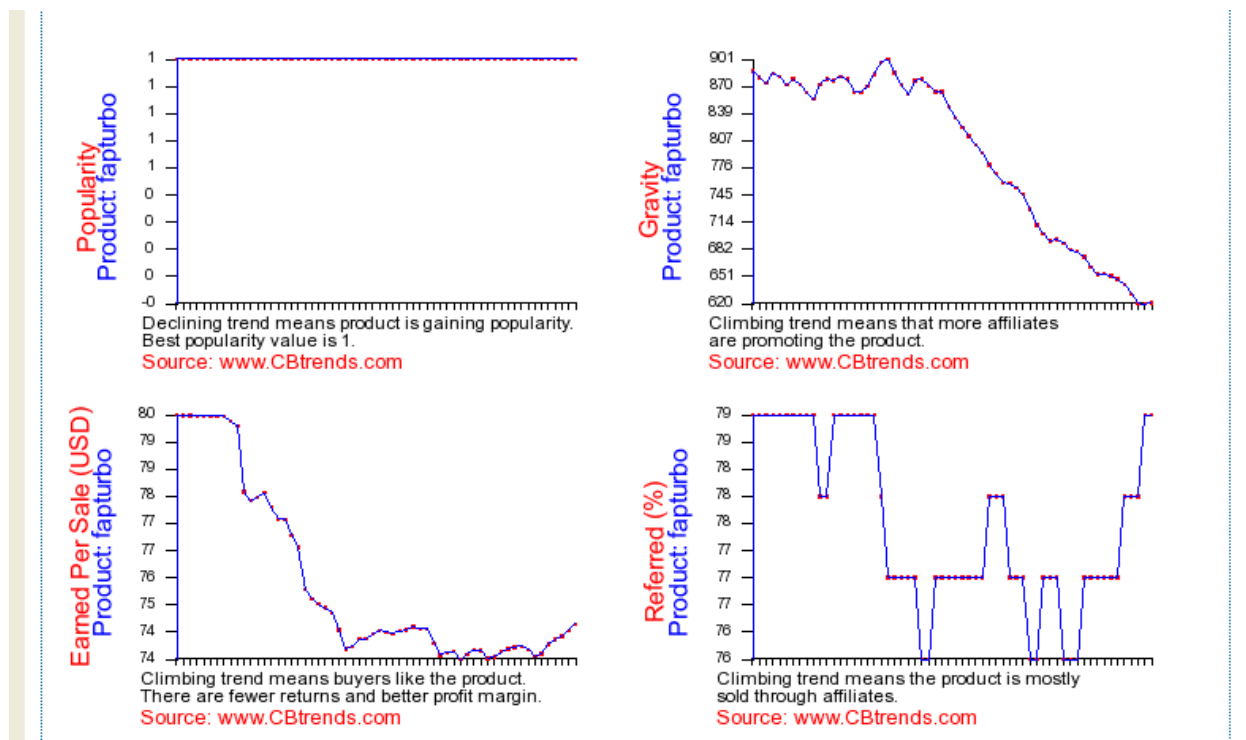 1
1
1
1
1
0
0
0
0
-0
Popularity
Product: fapturbo
Declining trend means product is gaining popularity.
Best popularity value is 1.
Source: www.CBtrends.com
901
870
839
807
776
745
714
682
651
620
Gravity
Product: fapturbo
Climbing trend means that more affiliates
are promoting the product.
Source: www.CBtrends.com
80
79
79
78
77
77
76
75
74
74
Earned Per Sale (USD)
Product: fapturbo
Climbing trend means buyers like the product.
There are fewer returns and better profit margin.
Source: www.CBtrends.com
79
79
78
78
78
77
77
77
76
76
Referred (%)
Product: fapturbo
Climbing trend means the product is mostly
sold through affiliates.
Source: www.CBtrends.com